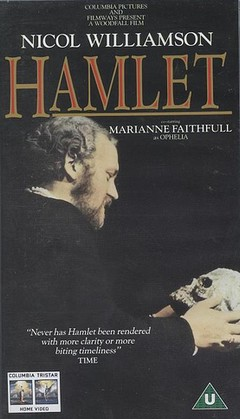 COLUMBIA PICTURES
AND
FILMWAYS PRESENT
A WOODFALL FILM
NICOL WILLIAMSON
HAMLET
co-starring
MARIANNE FAITHFULL
as OPHELIA
"Never has Hamlet been rendered
with more clarity or more
biting timeliness"
TIME
COLUMBIA TRISTAR
HOME VIDEO
U